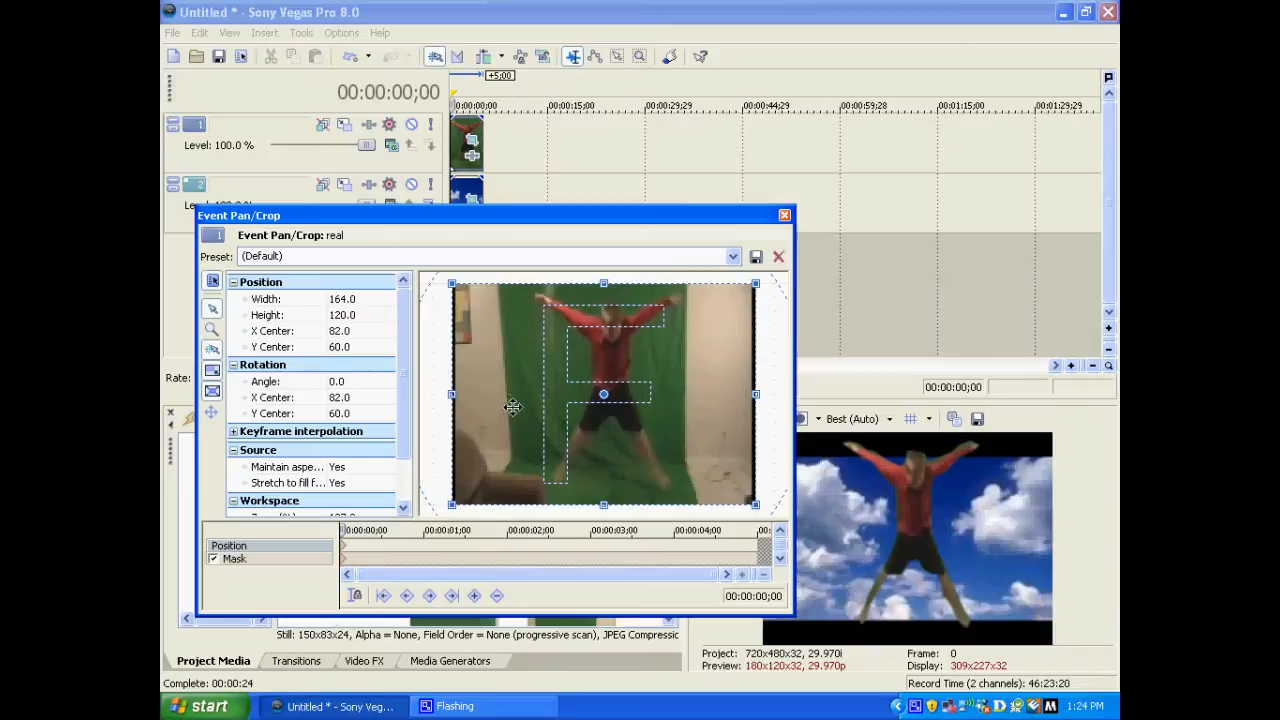 Untitled * - Sony Vegas Pro 8.0
File Edit View Insert Tools Options Help
+5;00
00:00:00;00
0:00:00:00 00:00:15;00 00:00:29;29 00:00:44;29 00:00:59;28 00:01:15;00 00:01:29;29
1
Level: 100.0 %
2
Event Pan/Crop
1 Event Pan/Crop: real
Preset: (Default)
Position
Width: 164.0
Height: 120.0
X Center: 82.0
Y Center: 60.0
Rotation
Angle: 0.0
X Center: 82.0
Y Center: 60.0
Keyframe interpolation
Source
Maintain aspe... Yes
Stretch to fill f... Yes
Workspace
Rate:
00:00:00;00
Best (Auto)
F
00:00:00;00 00:00:01;00 00:00:02;00 00:00:03;00 00:00:04;00 00:
Position
Mask
00:00:00;00
Still: 150x83x24, Alpha = None, Field Order = None (progressive scan), JPEG Compressic
Project Media Transitions Video FX Media Generators
Project: 720x480x32, 29.970i Frame: 0
Preview: 180x120x32, 29.970p Display: 309x227x32
Complete: 00:00:24
Record Time (2 channels): 46:23:20
start Untitled * - Sony Veg... Flashing 1:24 PM